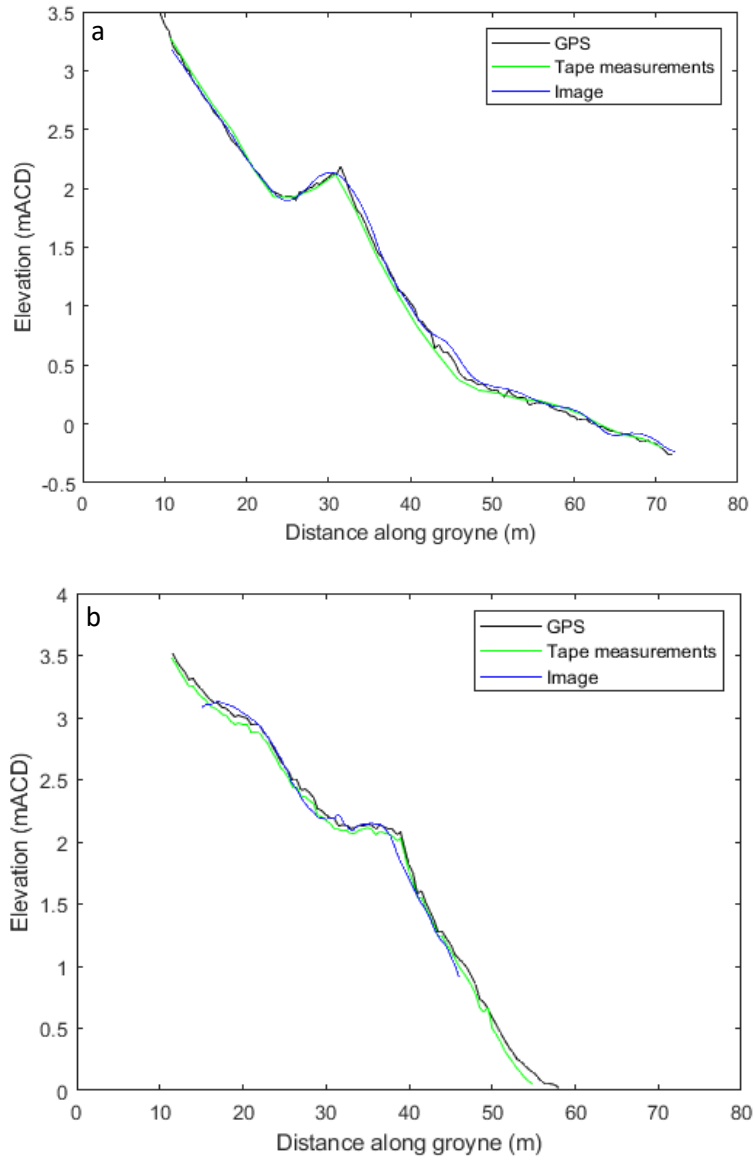 a
GPS
Tape measurements
Image
3.5
3
2.5
2
1.5
1
0.5
0
-0.5
Elevation (mACD)
0 10 20 30 40 50 60 70 80
Distance along groyne (m)
b
GPS
Tape measurements
Image
4
3.5
3
2.5
2
1.5
1
0.5
0
Elevation (mACD)
0 10 20 30 40 50 60 70 80
Distance along groyne (m)